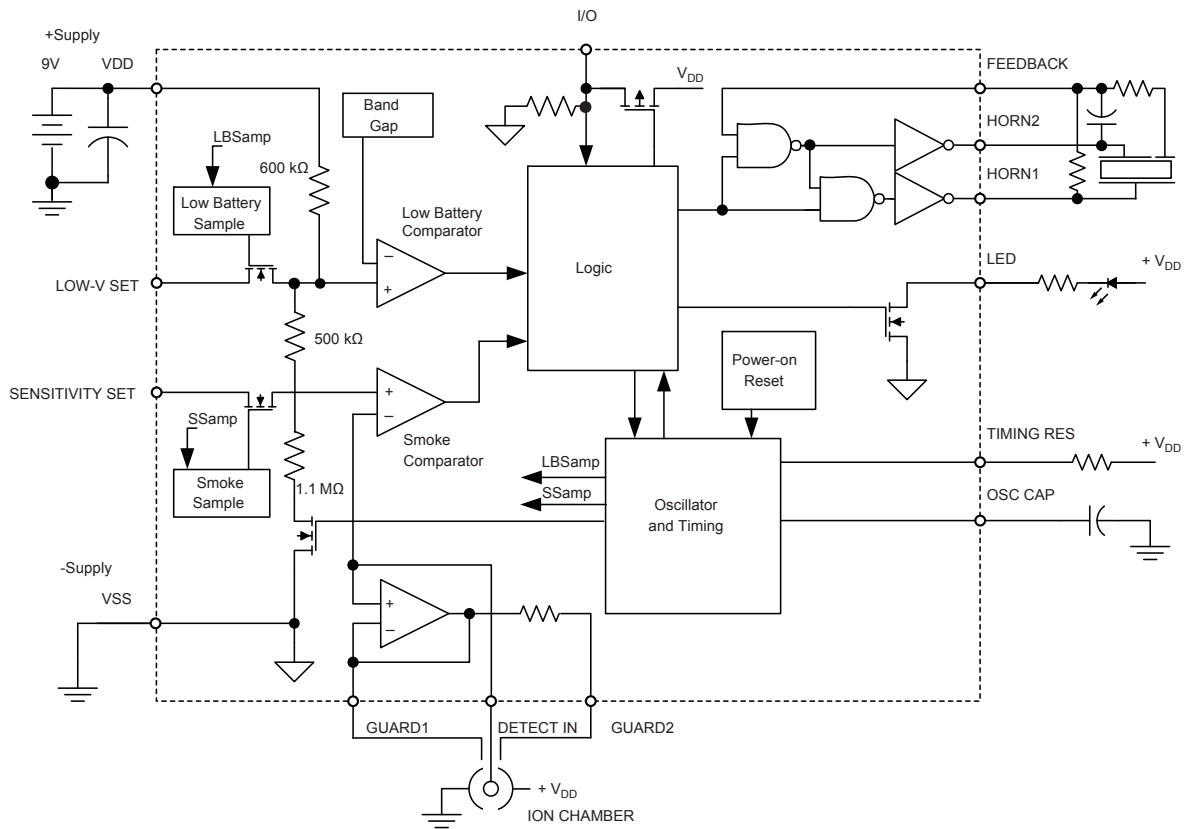 I/O
+Supply
9V
VDD
FEEDBACK
VDD
Band
Gap
LBSamp
HORN2
600 kΩ
HORN1
Low Battery
Sample
Low Battery
Comparator
−
+
Logic
LED
+ VDD
LOW-V SET
500 kΩ
Power-on
Reset
SENSITIVITY SET
+
−
SSamp
Smoke
Comparator
TIMING RES
+ VDD
LBSamp
Smoke
Sample
1.1 MΩ
SSamp
OSC CAP
Oscillator
and Timing
-Supply
VSS
+
−
GUARD1
DETECT IN
GUARD2
+ VDD
ION CHAMBER